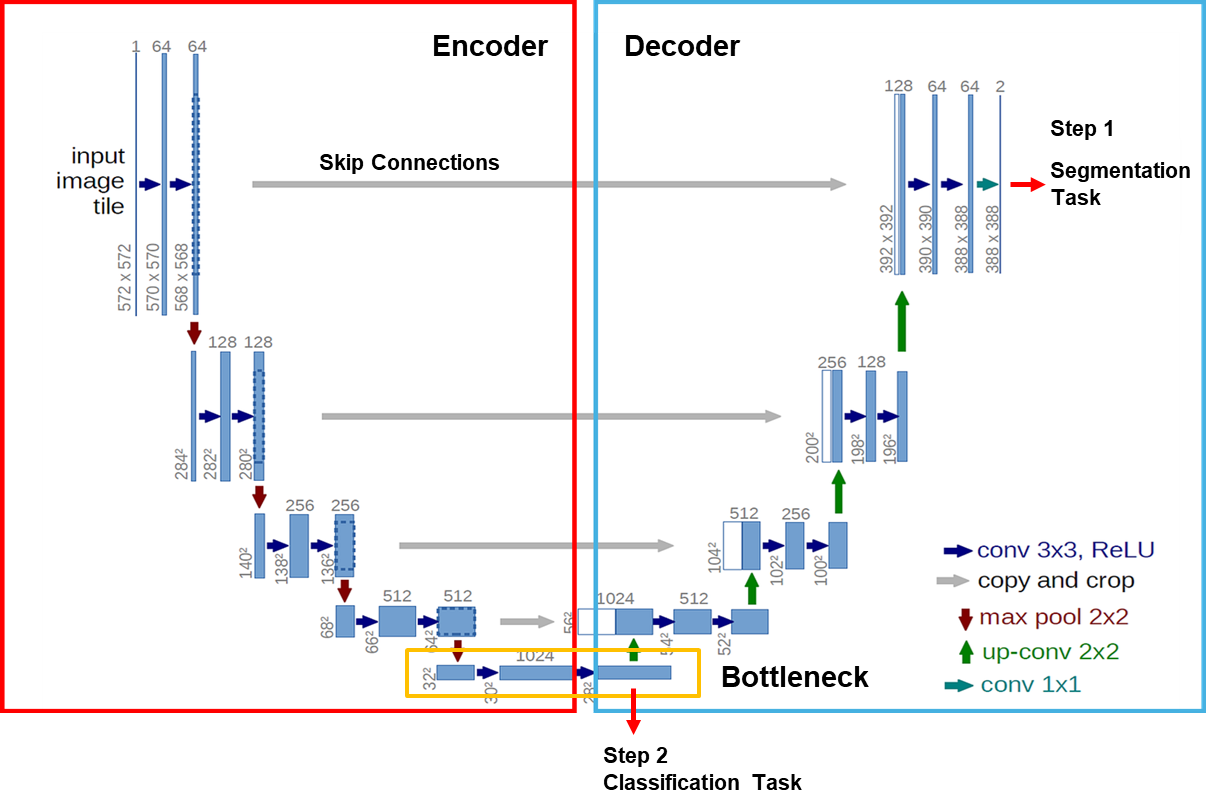 Encoder
Decoder
1 64 64
input
image
tile
572 x 572
570 x 570
568 x 568
Skip Connections
128 64 64 2
392 x 392
390 x 390
388 x 388
388 x 388
Step 1
Segmentation
Task
128 128
284²
282²
280²
256 128
200²
198²
196²
256 256
140²
138²
136²
512 256
104²
102²
100²
512 512
68²
66²
64²
1024 512
56²
54²
52²
1024
32²
30²
28²
Bottleneck
conv 3x3, ReLU
copy and crop
max pool 2x2
up-conv 2x2
conv 1x1
Step 2
Classification Task